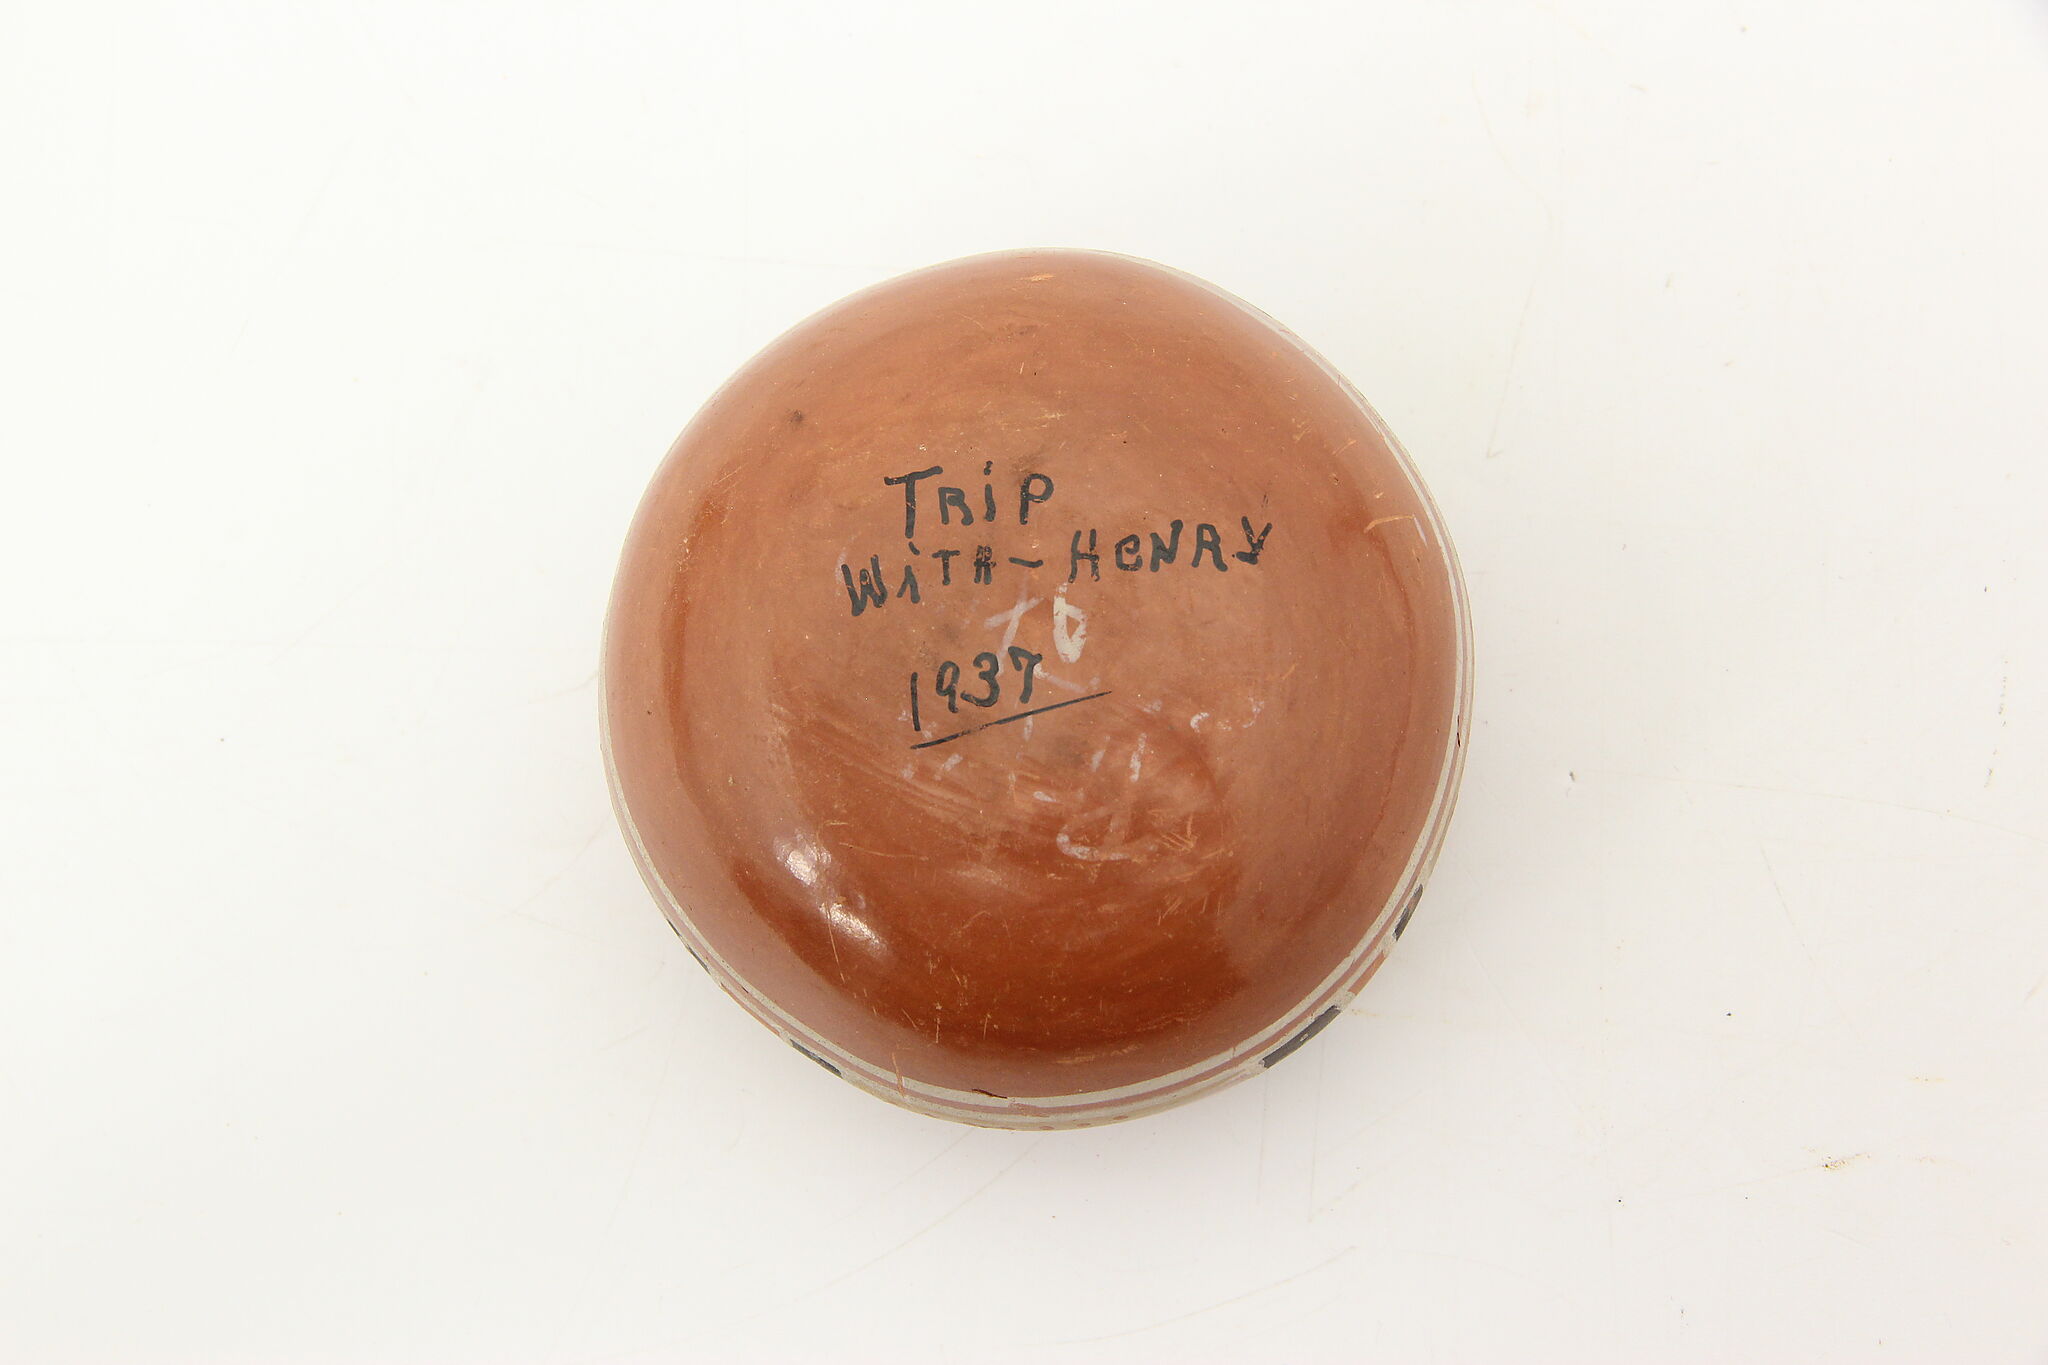 TRiP
WiTH - HENRY
1937